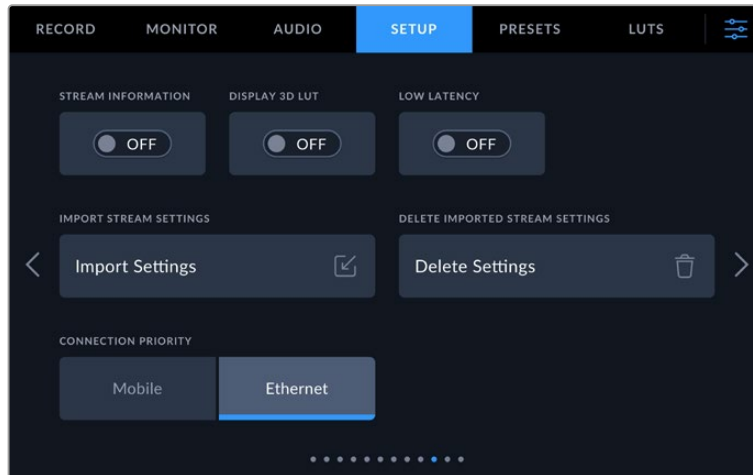 RECORD MONITOR AUDIO SETUP PRESETS LUTS
STREAM INFORMATION DISPLAY 3D LUT LOW LATENCY
OFF OFF OFF
IMPORT STREAM SETTINGS DELETE IMPORTED STREAM SETTINGS
Import Settings Delete Settings
CONNECTION PRIORITY
Mobile Ethernet